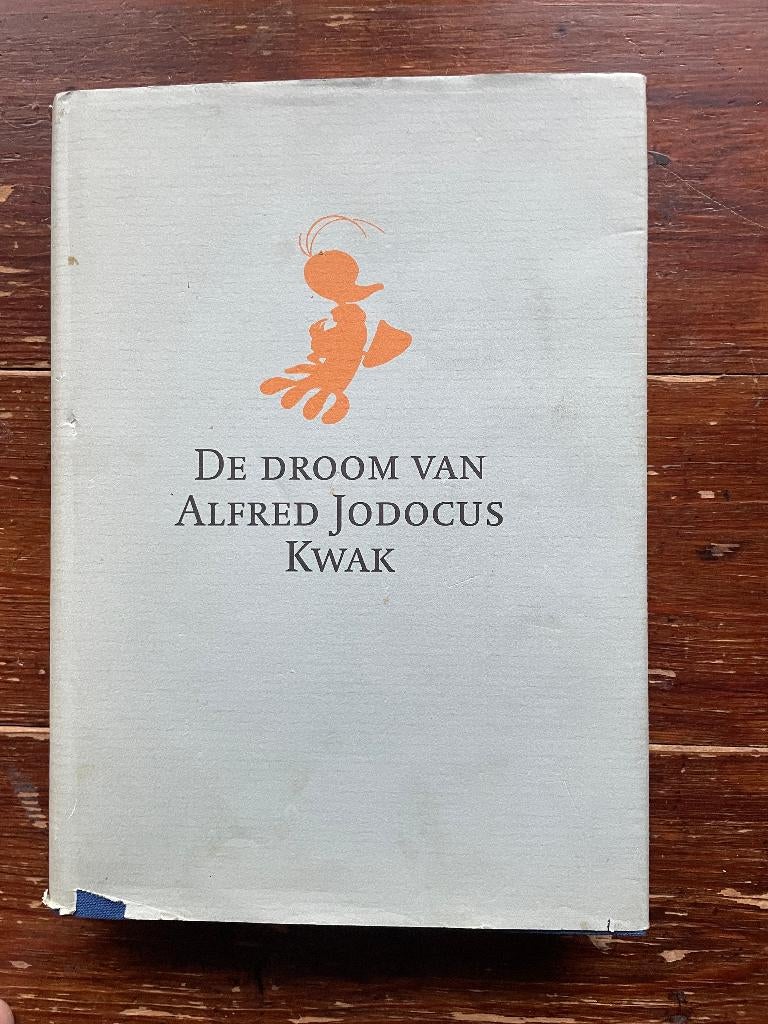 De droom van
Alfred Jodocus
Kwak